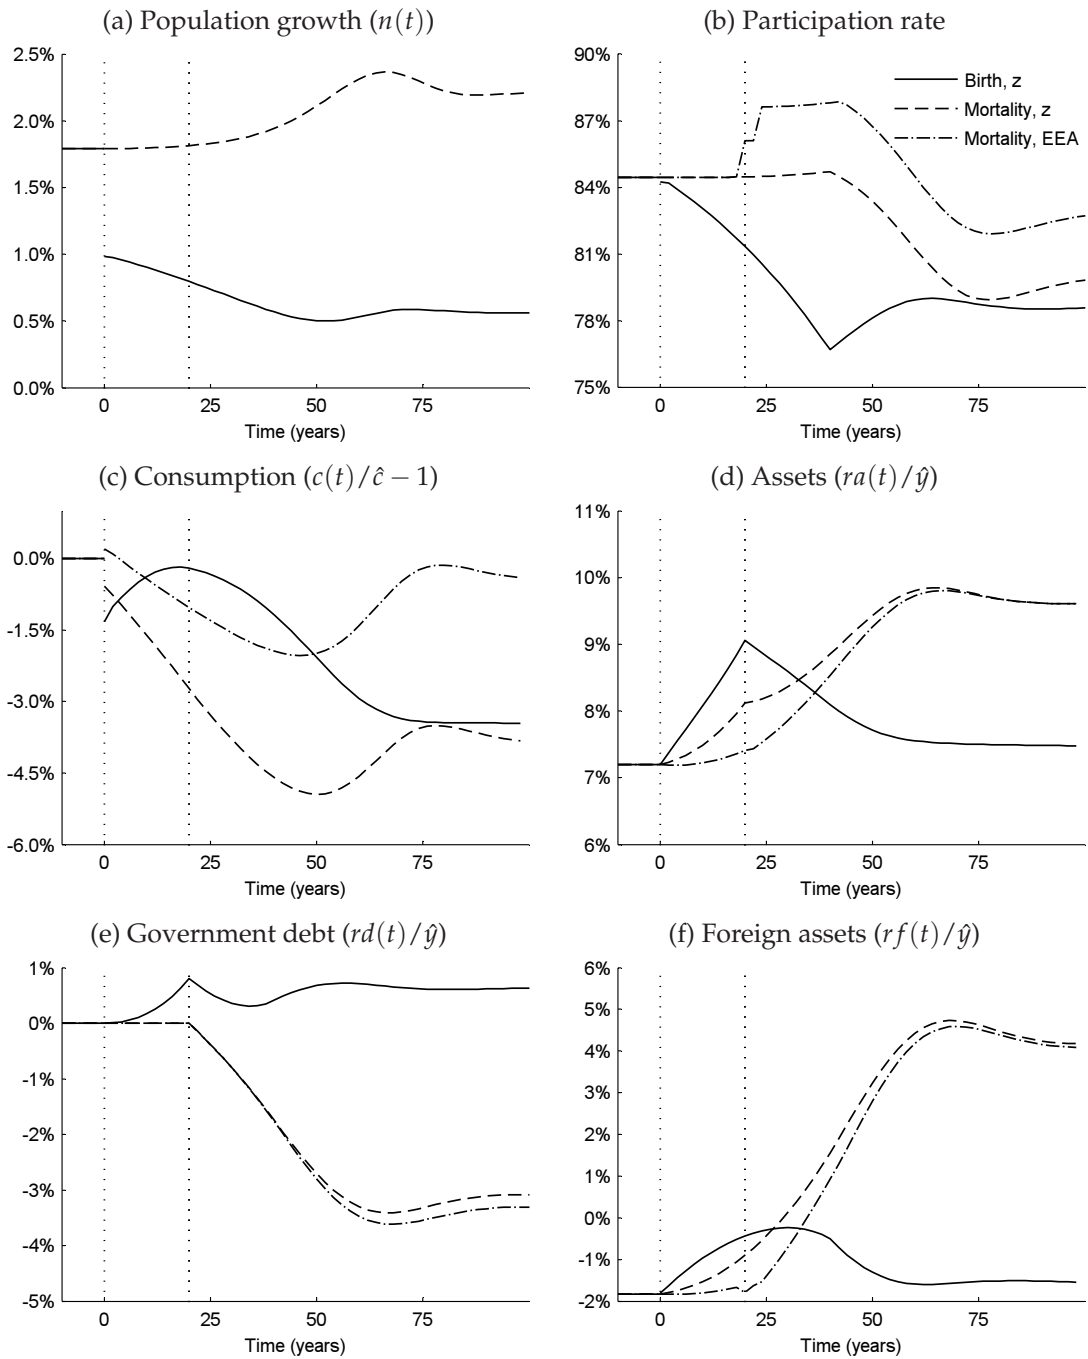 (a) Population growth (n(t))
2.5%
2.0%
1.5%
1.0%
0.5%
0.0%
0 25 50 75
Time (years)
(b) Participation rate
90%
87%
84%
81%
78%
75%
Birth, z
Mortality, z
Mortality, EEA
0 25 50 75
Time (years)
(c) Consumption (c(t)/ĉ − 1)
0.0%
-1.5%
-3.0%
-4.5%
-6.0%
0 25 50 75
Time (years)
(d) Assets (ra(t)/ŷ)
11%
10%
9%
8%
7%
6%
0 25 50 75
Time (years)
(e) Government debt (rd(t)/ŷ)
1%
0%
-1%
-2%
-3%
-4%
-5%
0 25 50 75
Time (years)
(f) Foreign assets (rf(t)/ŷ)
6%
5%
4%
3%
2%
1%
0%
-1%
-2%
0 25 50 75
Time (years)